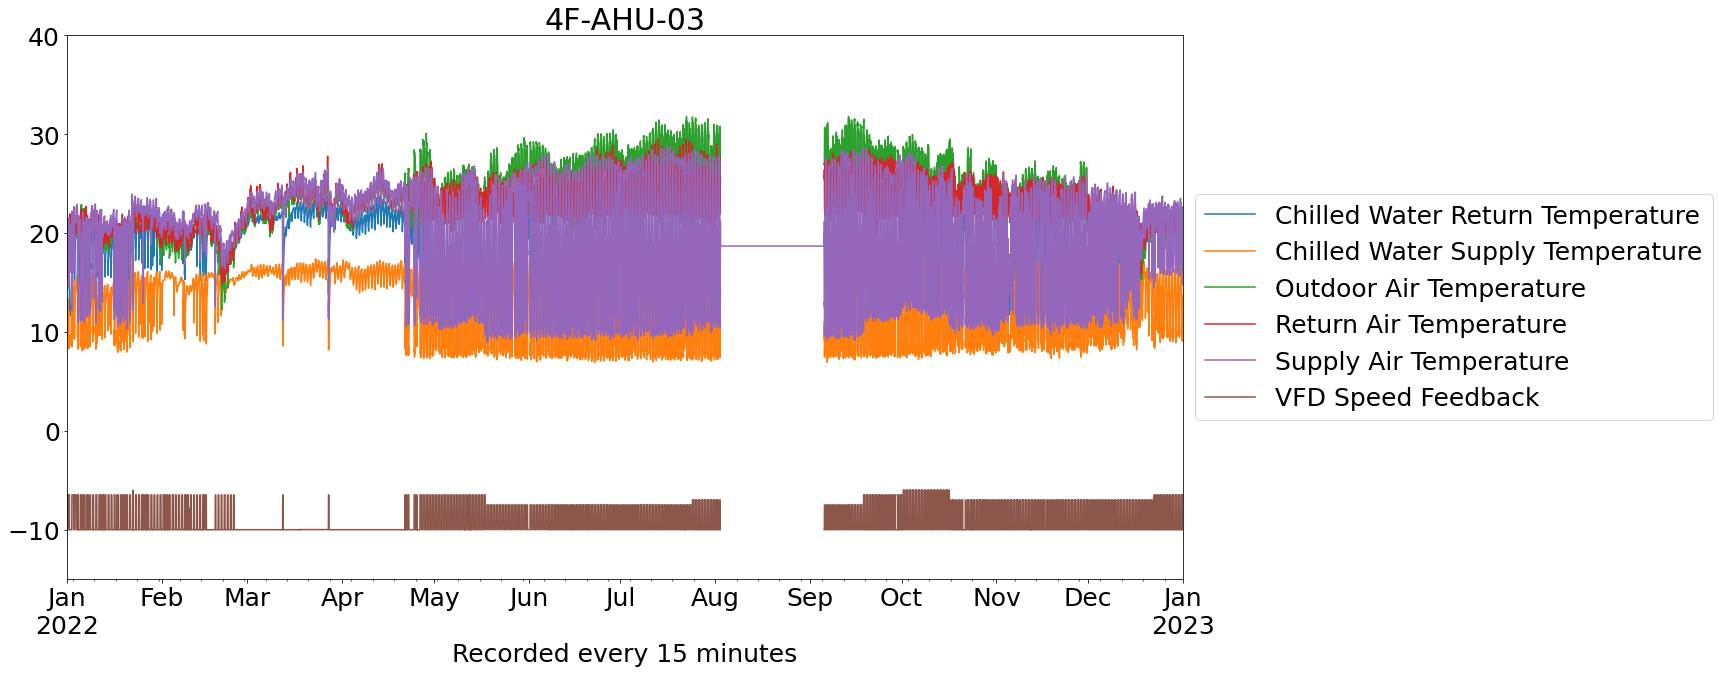 4F-AHU-03
40
30
20
10
0
−10
Jan Feb Mar Apr May Jun Jul Aug Sep Oct Nov Dec Jan
2022 2023
Recorded every 15 minutes
Chilled Water Return Temperature
Chilled Water Supply Temperature
Outdoor Air Temperature
Return Air Temperature
Supply Air Temperature
VFD Speed Feedback